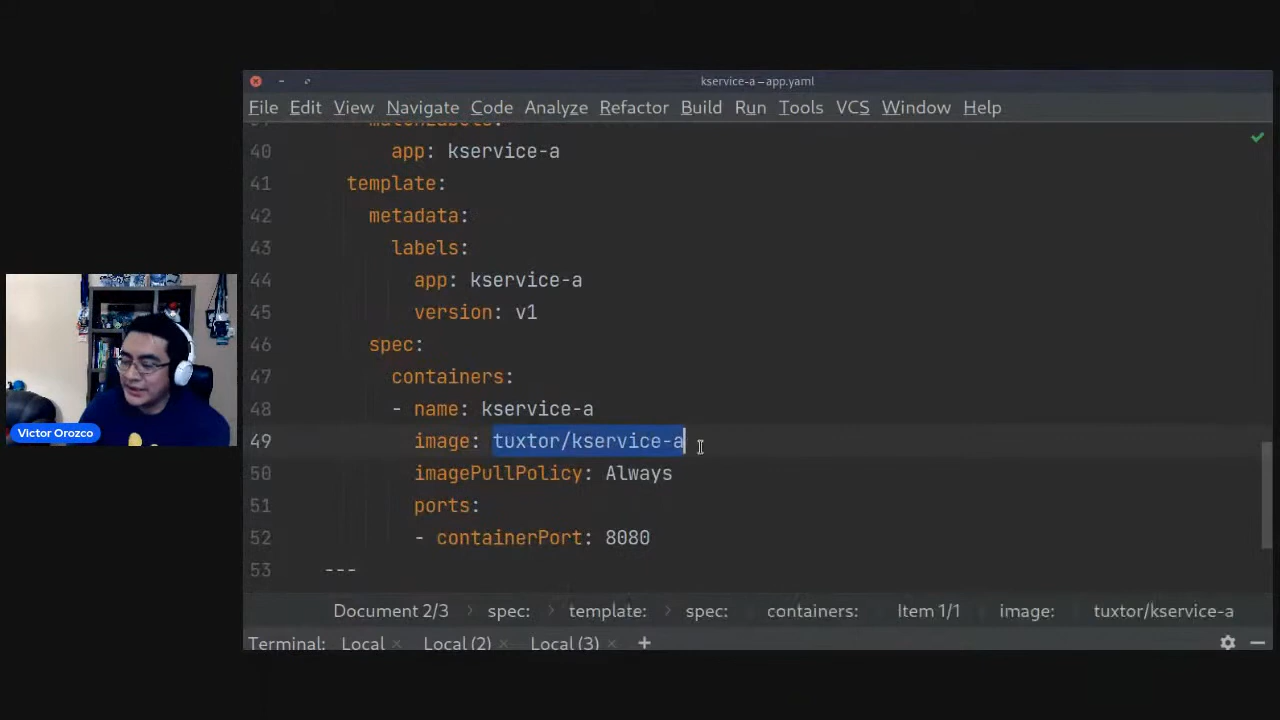 kservice-a – app.yaml
File Edit View Navigate Code Analyze Refactor Build Run Tools VCS Window Help
40 app: kservice-a
41 template:
42 metadata:
43 labels:
44 app: kservice-a
45 version: v1
46 spec:
47 containers:
48 - name: kservice-a
49 image: tuxtor/kservice-a
50 imagePullPolicy: Always
51 ports:
52 - containerPort: 8080
53 ---
Document 2/3 spec: template: spec: containers: Item 1/1 image: tuxtor/kservice-a
Terminal: Local × Local (2) × Local (3) × +
Victor Orozco